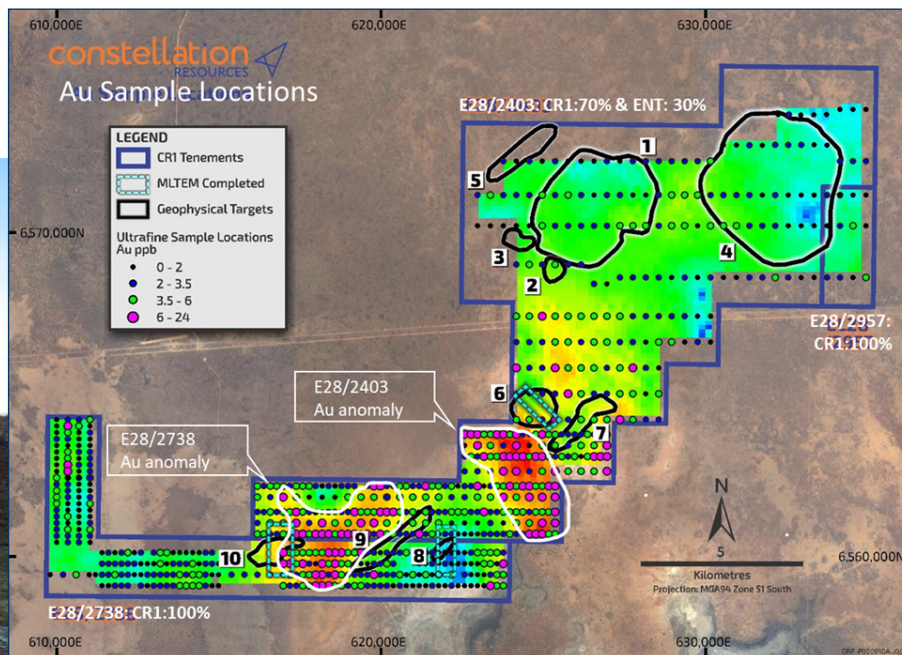 610,000E
620,000E
630,000E
constellation
RESOURCES
Au Sample Locations
E28/2403: CR1:70% & ENT: 30%
LEGEND
CR1 Tenements
MLTEM Completed
Geophysical Targets
Ultrafine Sample Locations
Au ppb
0 - 2
2 - 3.5
3.5 - 6
6 - 24
1
5
6,570,000N
3
4
2
E28/2957:
CR1:100%
E28/2403
Au anomaly
6
7
E28/2738
Au anomaly
N
5
Kilometres
Projection: MGA94 Zone 51 South
9
10
8
6,560,000N
E28/2738: CR1:100%
610,000E
620,000E
630,000E